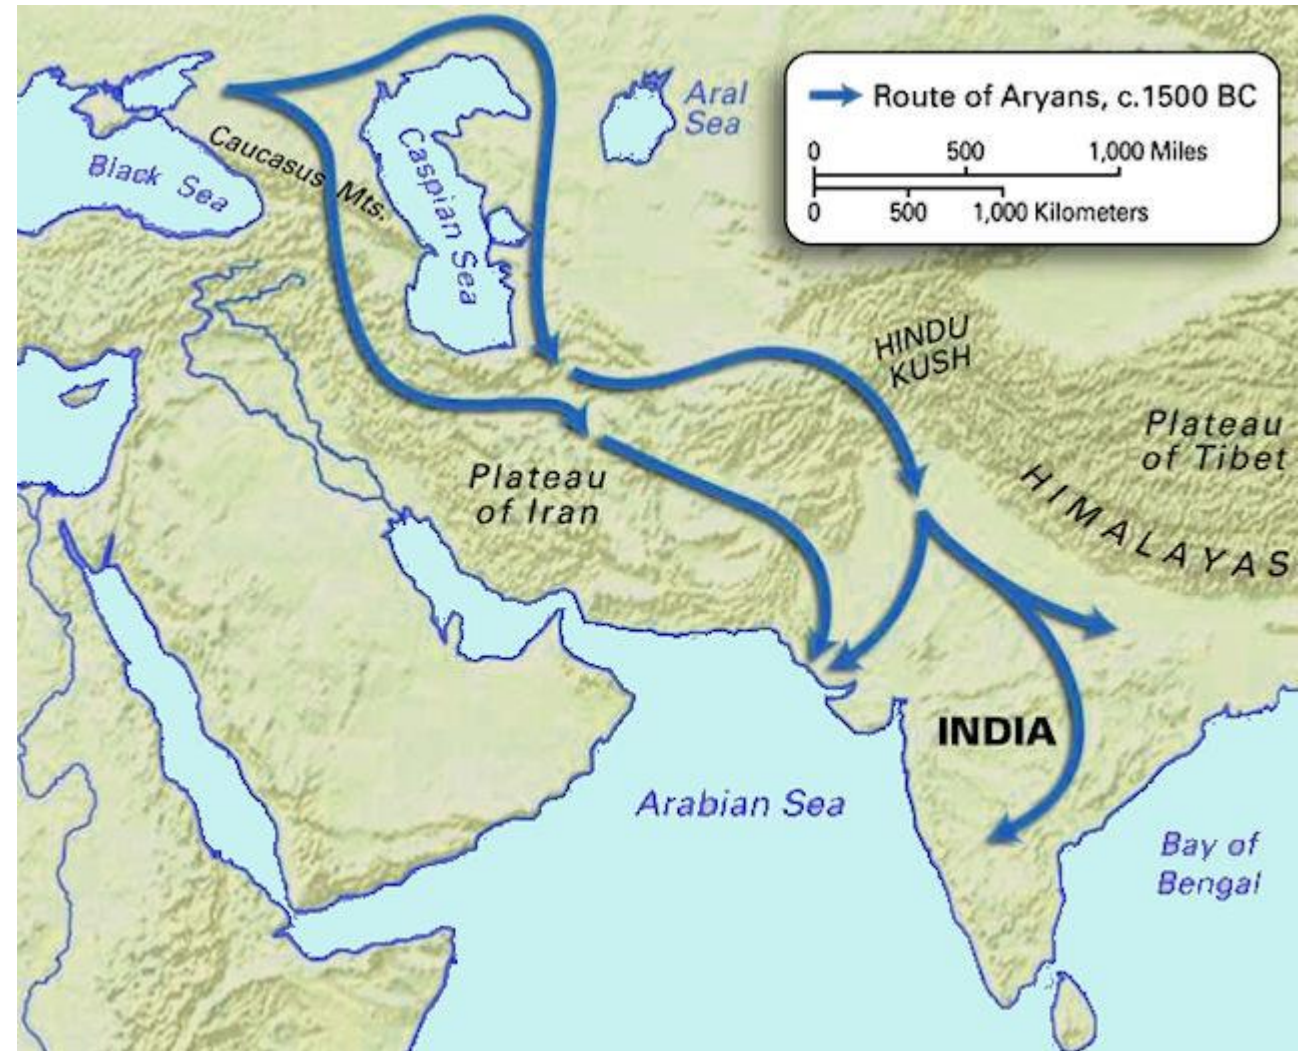 Route of Aryans, c.1500 BC
0 500 1,000 Miles
0 500 1,000 Kilometers
Aral
Sea
Black Sea
Caucasus Mts.
Caspian Sea
HINDU
KUSH
Plateau
of Tibet
HIMALAYAS
Plateau
of Iran
INDIA
Arabian Sea
Bay of
Bengal